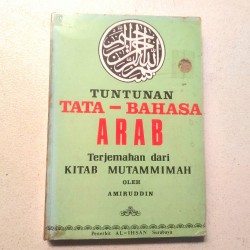 TUNTUNAN
TATA – BAHASA
ARAB
Terjemahan dari
KITAB MUTAMMIMAH
OLEH
AMIRUDDIN
Penerbit AL-IHSAN Surabaya